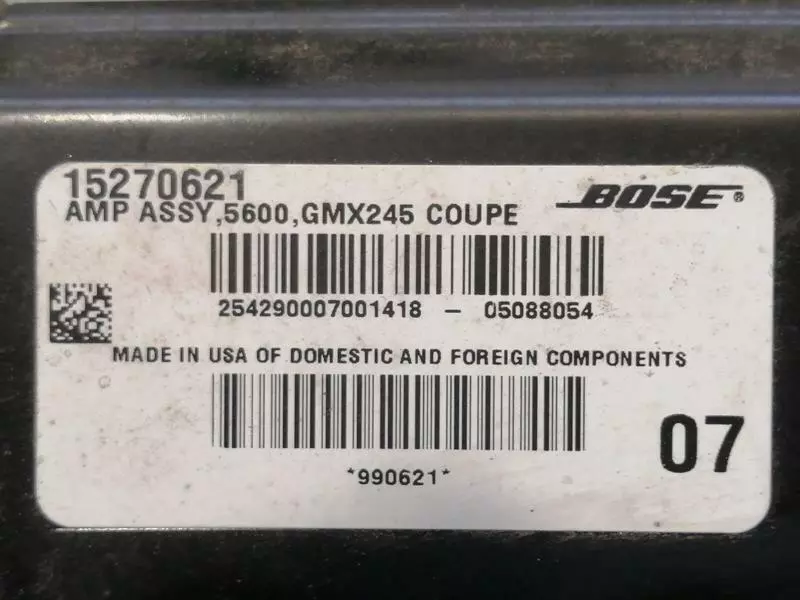 15270621
BOSE®
AMP ASSY,5600,GMX245 COUPE
254290007001418 - 05088054
MADE IN USA OF DOMESTIC AND FOREIGN COMPONENTS
07
*990621*